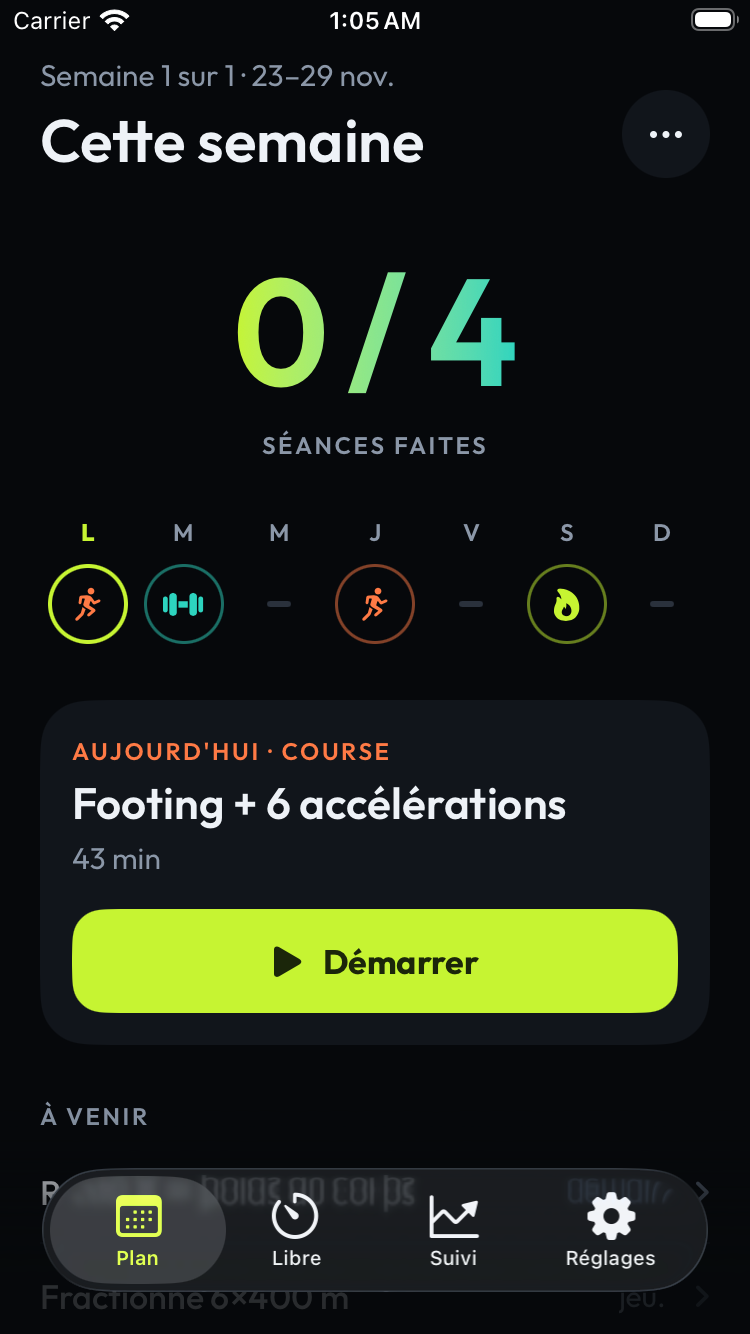 Carrier 1:05 AM
Semaine 1 sur 1 · 23–29 nov.
Cette semaine
0/4
SÉANCES FAITES
L M M J V S D
AUJOURD'HUI · COURSE
Footing + 6 accélérations
43 min
Démarrer
À VENIR
Plan Libre Suivi Réglages
Fractionné 6×400 m jeu.